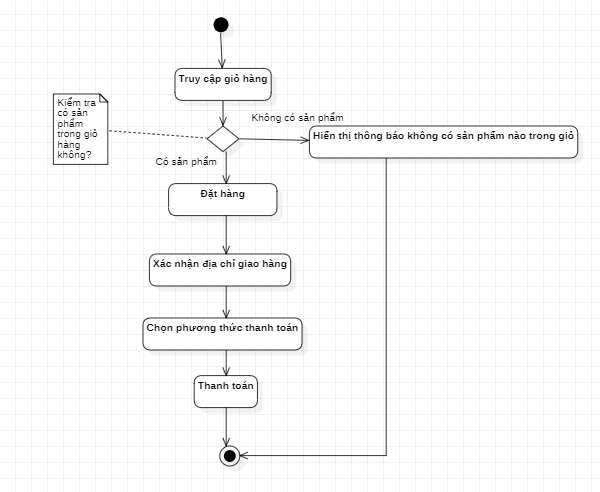 Truy cập giỏ hàng
Kiểm tra
có sản
phẩm
trong giỏ
hàng
không?
Không có sản phẩm
Hiển thị thông báo không có sản phẩm nào trong giỏ
Có sản phẩm
Đặt hàng
Xác nhận địa chỉ giao hàng
Chọn phương thức thanh toán
Thanh toán